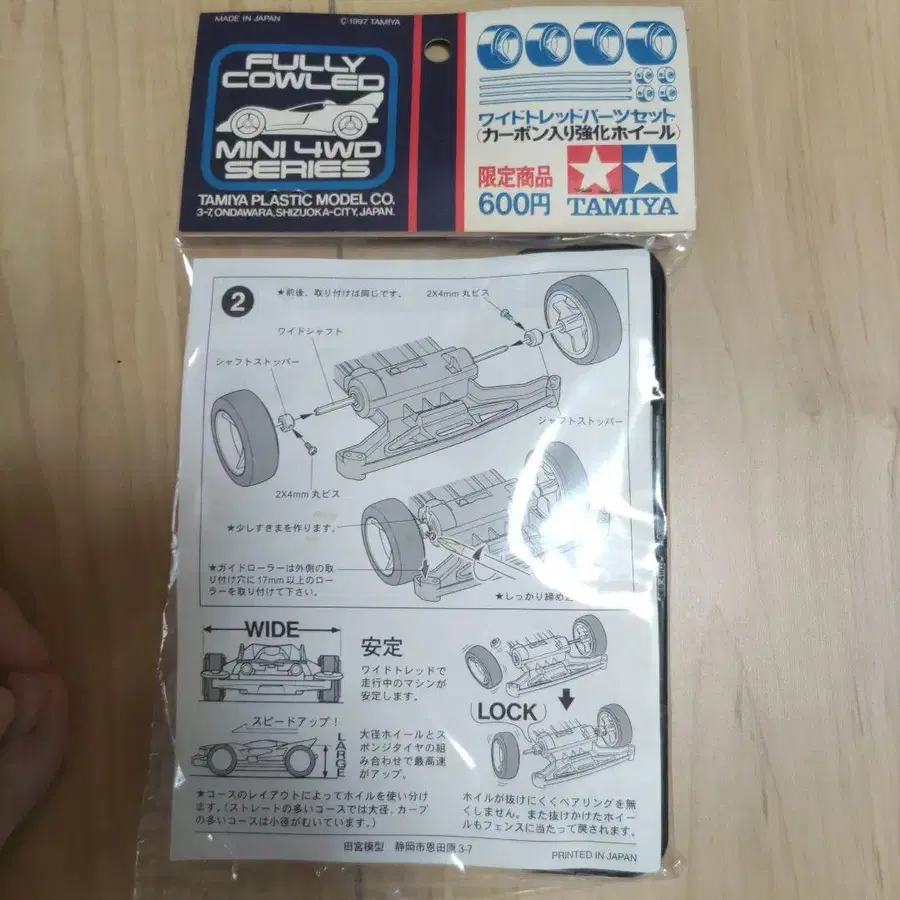 MADE IN JAPAN
©1997 TAMIYA
FULLY
COWLED
MINI 4WD
SERIES
TAMIYA PLASTIC MODEL CO.
3-7, ONDAWARA, SHIZUOKA-CITY, JAPAN.
ワイドトレッドパーツセット
(カーボン入り強化ホイール)
限定商品
600円
TAMIYA
2
★前後、取り付けは同じです。
2X4mm 丸ビス
ワイドシャフト
シャフトストッパー
シャフトストッパー
2X4mm 丸ビス
★少しすきまを作ります。
★ガイドローラーは外側の取
り付け穴に17mm以上のロー
ラーを取り付けて下さい。
★しっかり締め
WIDE
安定
ワイドトレッドで
走行中のマシンが
安定します。
LOCK
スピードアップ!
LARGE
大径ホイールとス
ポンジタイヤの組
み合わせで最高速
がアップ。
★コースのレイアウトによってホイルを使い分け
ます。(ストレートの多いコースでは大径、カーブ
の多いコースは小径がむいています。)
ホイルが抜けにくくベアリングを無
くしません。また抜けかけたホイー
ルもフェンスに当たって戻されます。
田宮模型 静岡市恩田原3-7
PRINTED IN JAPAN